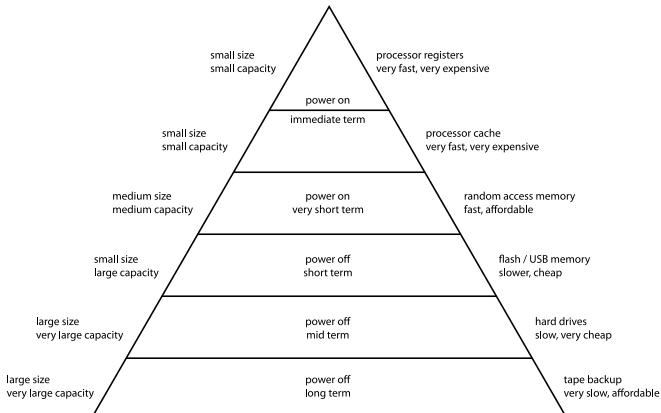 small size
small capacity
processor registers
very fast, very expensive
power on
immediate term
small size
small capacity
processor cache
very fast, very expensive
medium size
medium capacity
power on
very short term
random access memory
fast, affordable
small size
large capacity
power off
short term
flash / USB memory
slower, cheap
large size
very large capacity
power off
mid term
hard drives
slow, very cheap
large size
very large capacity
power off
long term
tape backup
very slow, affordable